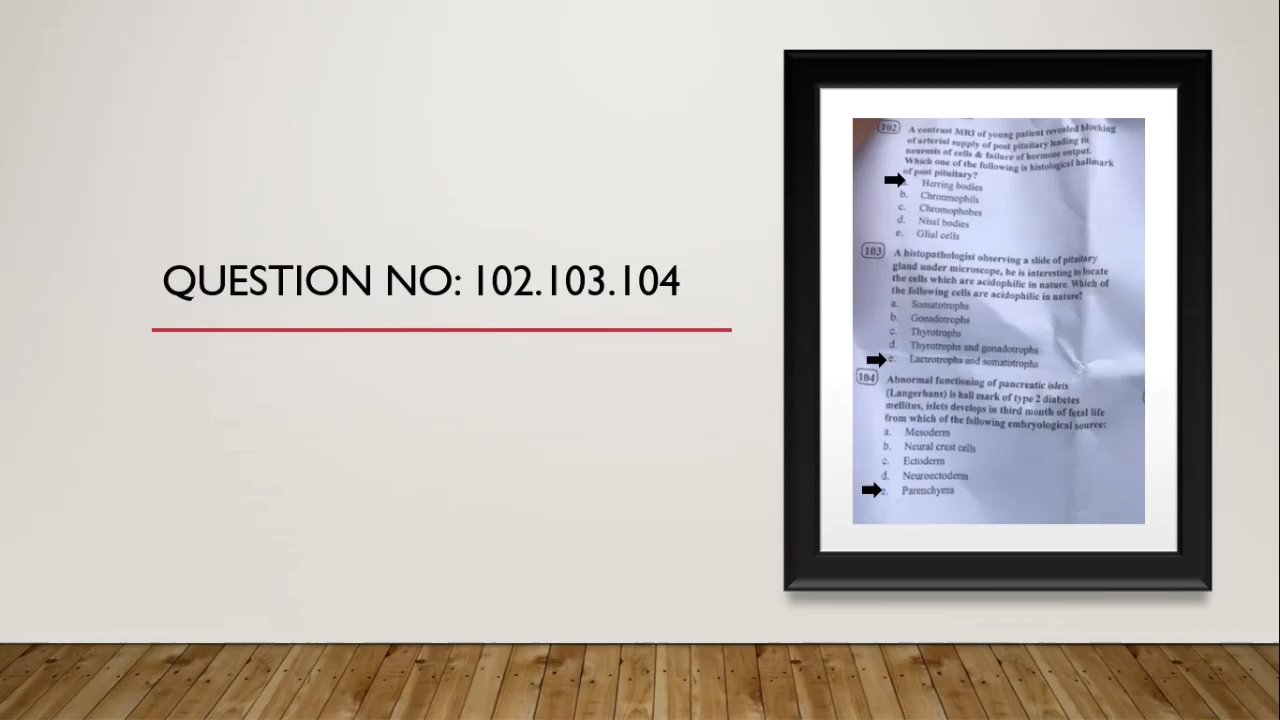 QUESTION NO: 102.103.104
102 A contrast MRI of young patient revealed blocking
of arterial supply of post pituitary leading to
neurosis of cells & failure of hormone output.
Which one of the following is histological hallmark
of post pituitary?
Herring bodies
b. Chronmophils
c. Chromophobes
d. Nisal bodies
e. Glial cells
103 A histopathologist observing a slide of pituitary
gland under microscope, he is interesting to locate
the cells which are acidophilic in nature. Which of
the following cells are acidophilic in nature?
a. Somatotrophs
b. Gonadotrophs
c. Thyrotrophs
d. Thyrotrophs and gonadotrophs
e. Lactrotrophs and somatotrophs
104 Abnormal functioning of pancreatic islets
(Langerhans) is hall mark of type 2 diabetes
mellitus, islets develops in third month of fetal life
from which of the following embryological source:
a. Mesoderm
b. Neural crest cells
c. Ectoderm
d. Neuroectoderm
e. Parenchyma